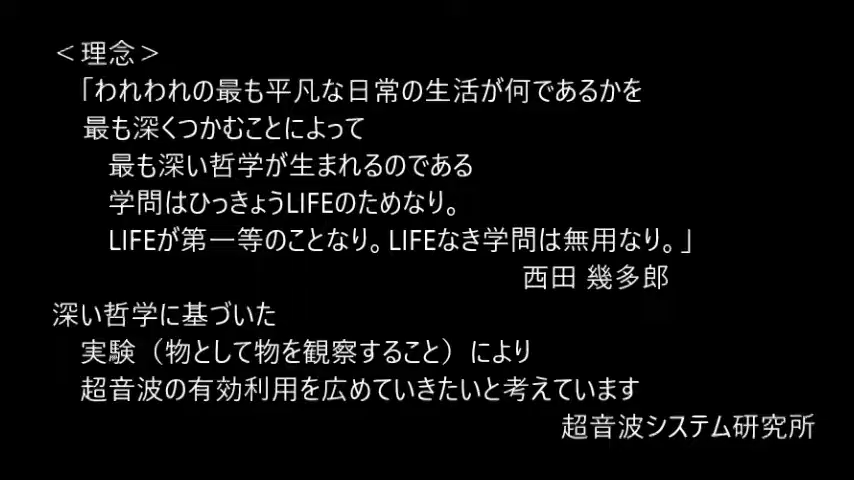 ＜理念＞
「われわれの最も平凡な日常の生活が何であるかを
最も深くつかむことによって
最も深い哲学が生まれるのである
学問はひっきょうLIFEのためなり。
LIFEが第一等のことなり。LIFEなき学問は無用なり。」
西田 幾多郎
深い哲学に基づいた
実験（物として物を観察すること）により
超音波の有効利用を広めていきたいと考えています
超音波システム研究所